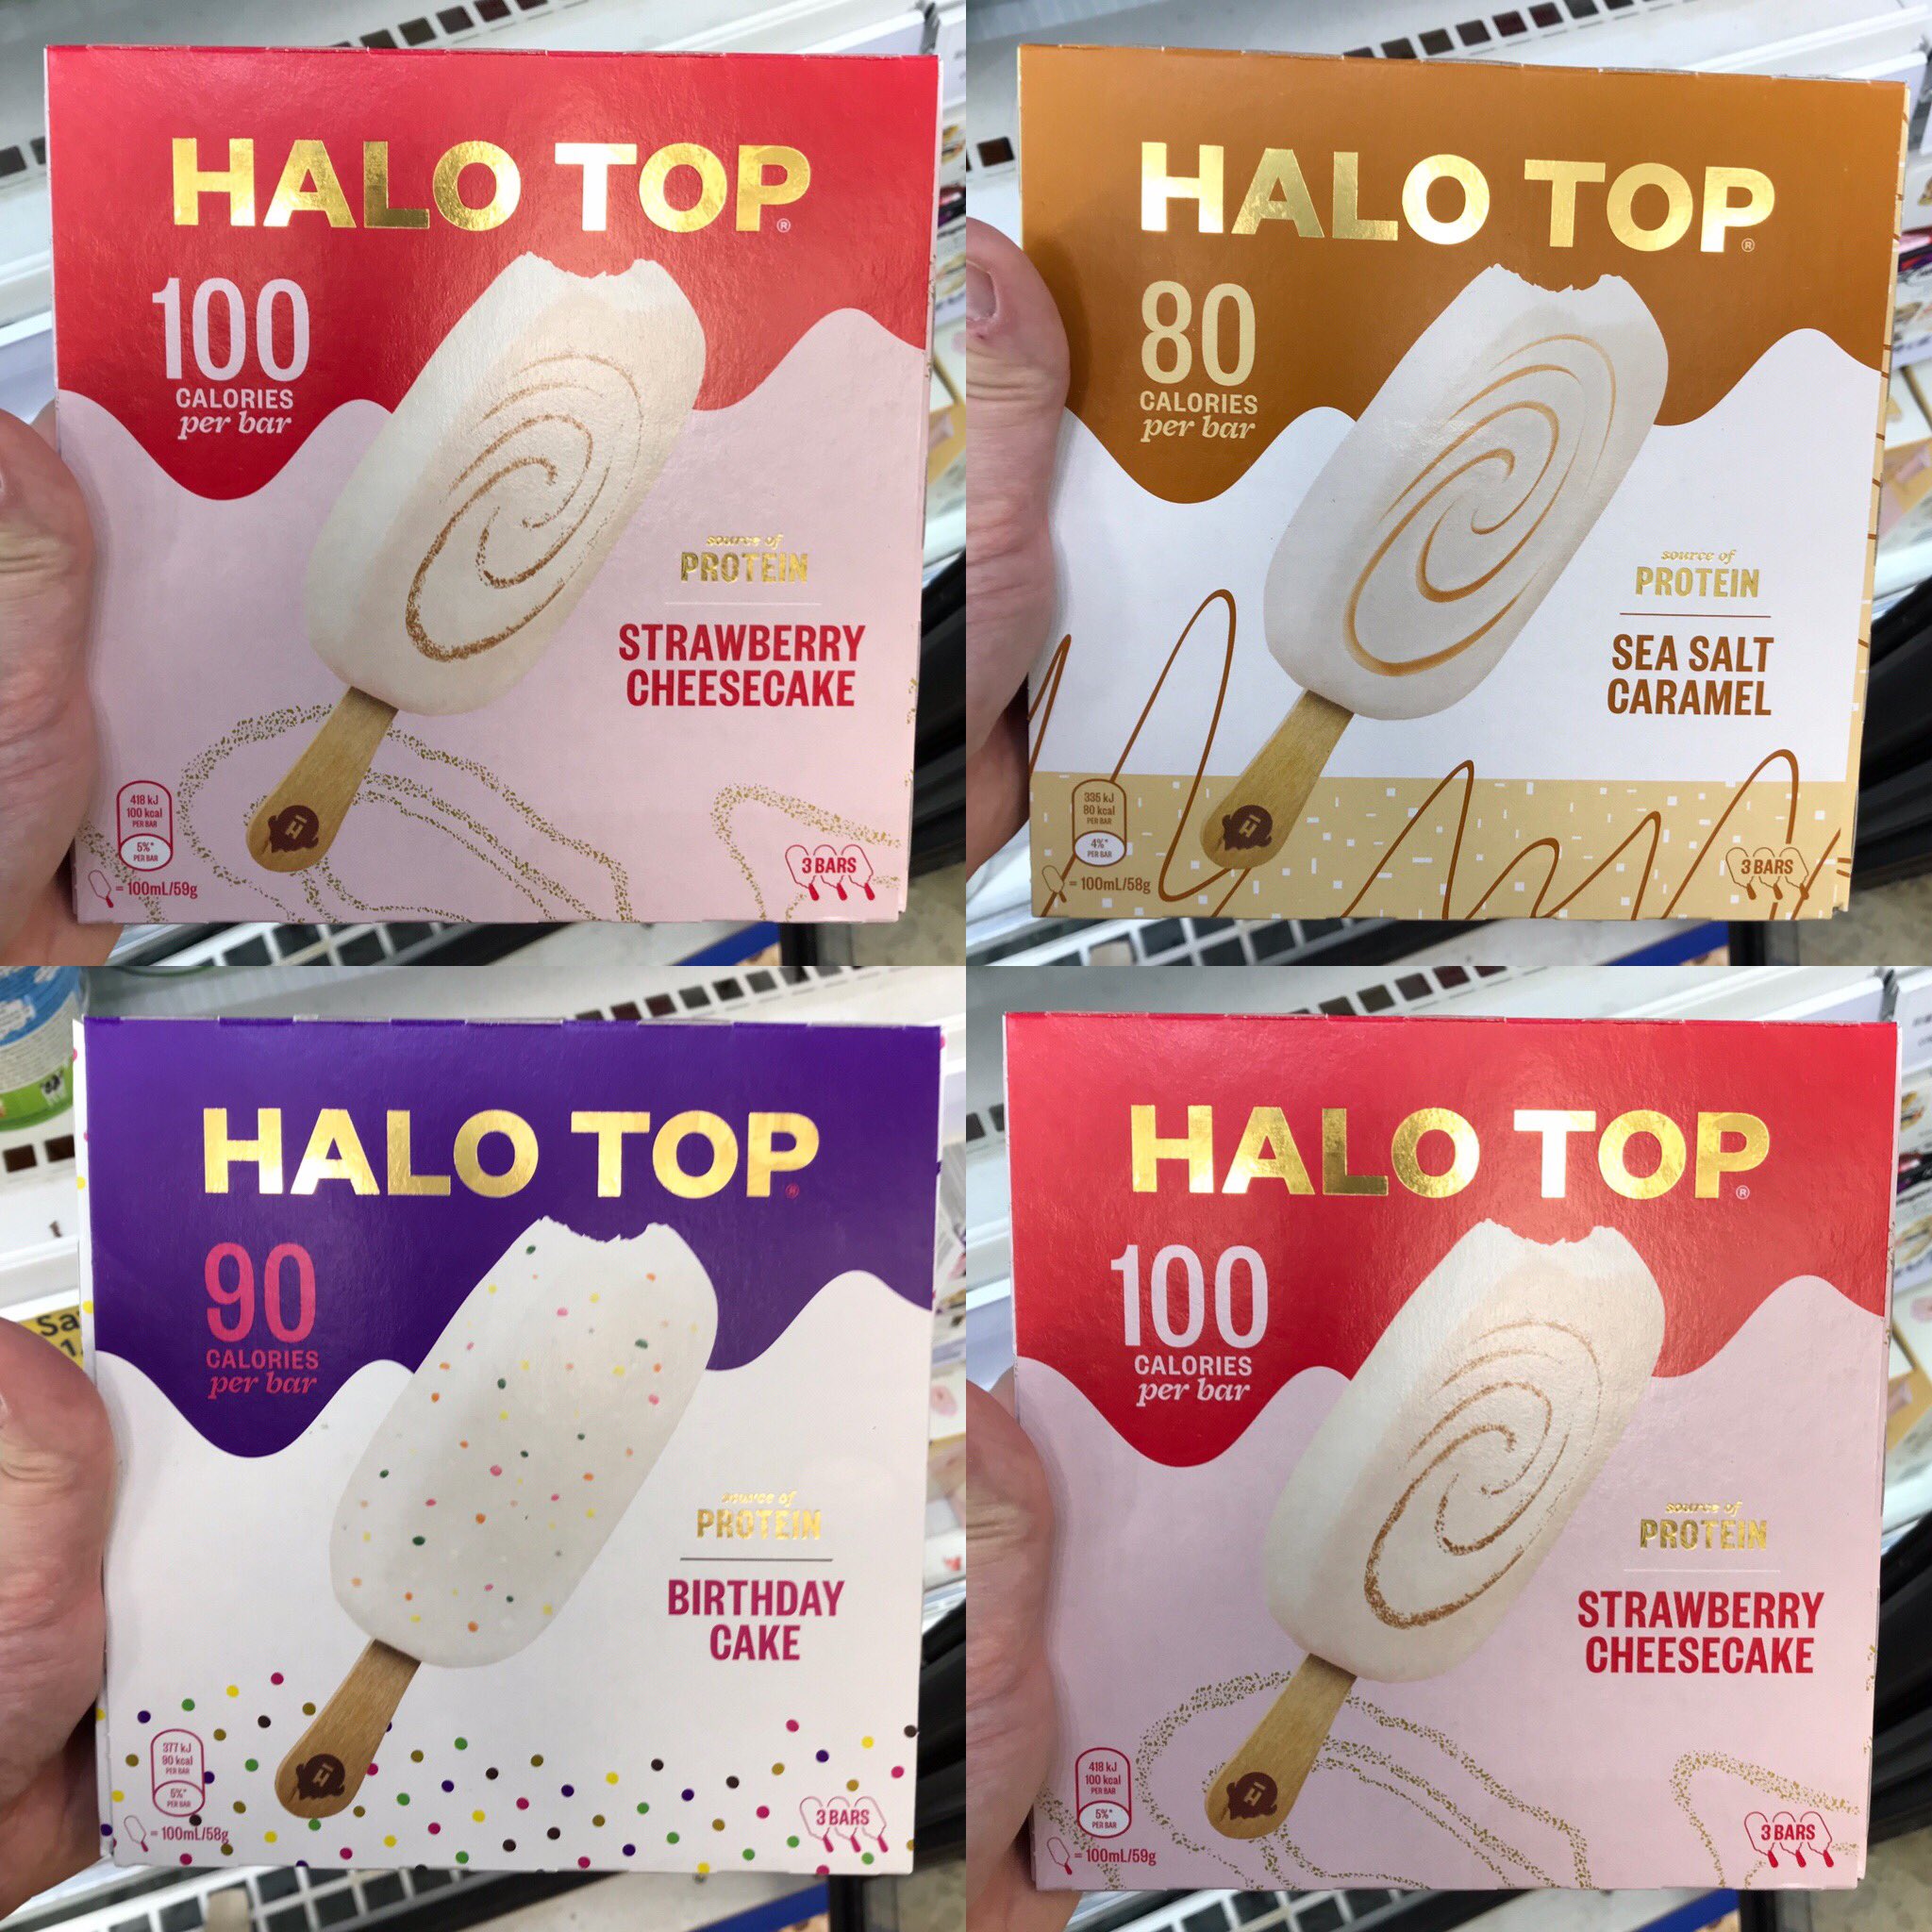 HALO TOP®
100
CALORIES
per bar
source of
PROTEIN
STRAWBERRY
CHEESECAKE
418 kJ
100 kcal
PER BAR
5%*
PER BAR
= 100mL/59g
3 BARS
HALO TOP®
80
CALORIES
per bar
source of
PROTEIN
SEA SALT
CARAMEL
335 kJ
80 kcal
PER BAR
4%*
PER BAR
= 100mL/58g
3 BARS
Sa
1.
HALO TOP®
90
CALORIES
per bar
source of
PROTEIN
BIRTHDAY
CAKE
377 kJ
90 kcal
PER BAR
5%*
PER BAR
= 100mL/58g
3 BARS
HALO TOP®
100
CALORIES
per bar
source of
PROTEIN
STRAWBERRY
CHEESECAKE
418 kJ
100 kcal
PER BAR
5%*
PER BAR
= 100mL/59g
3 BARS